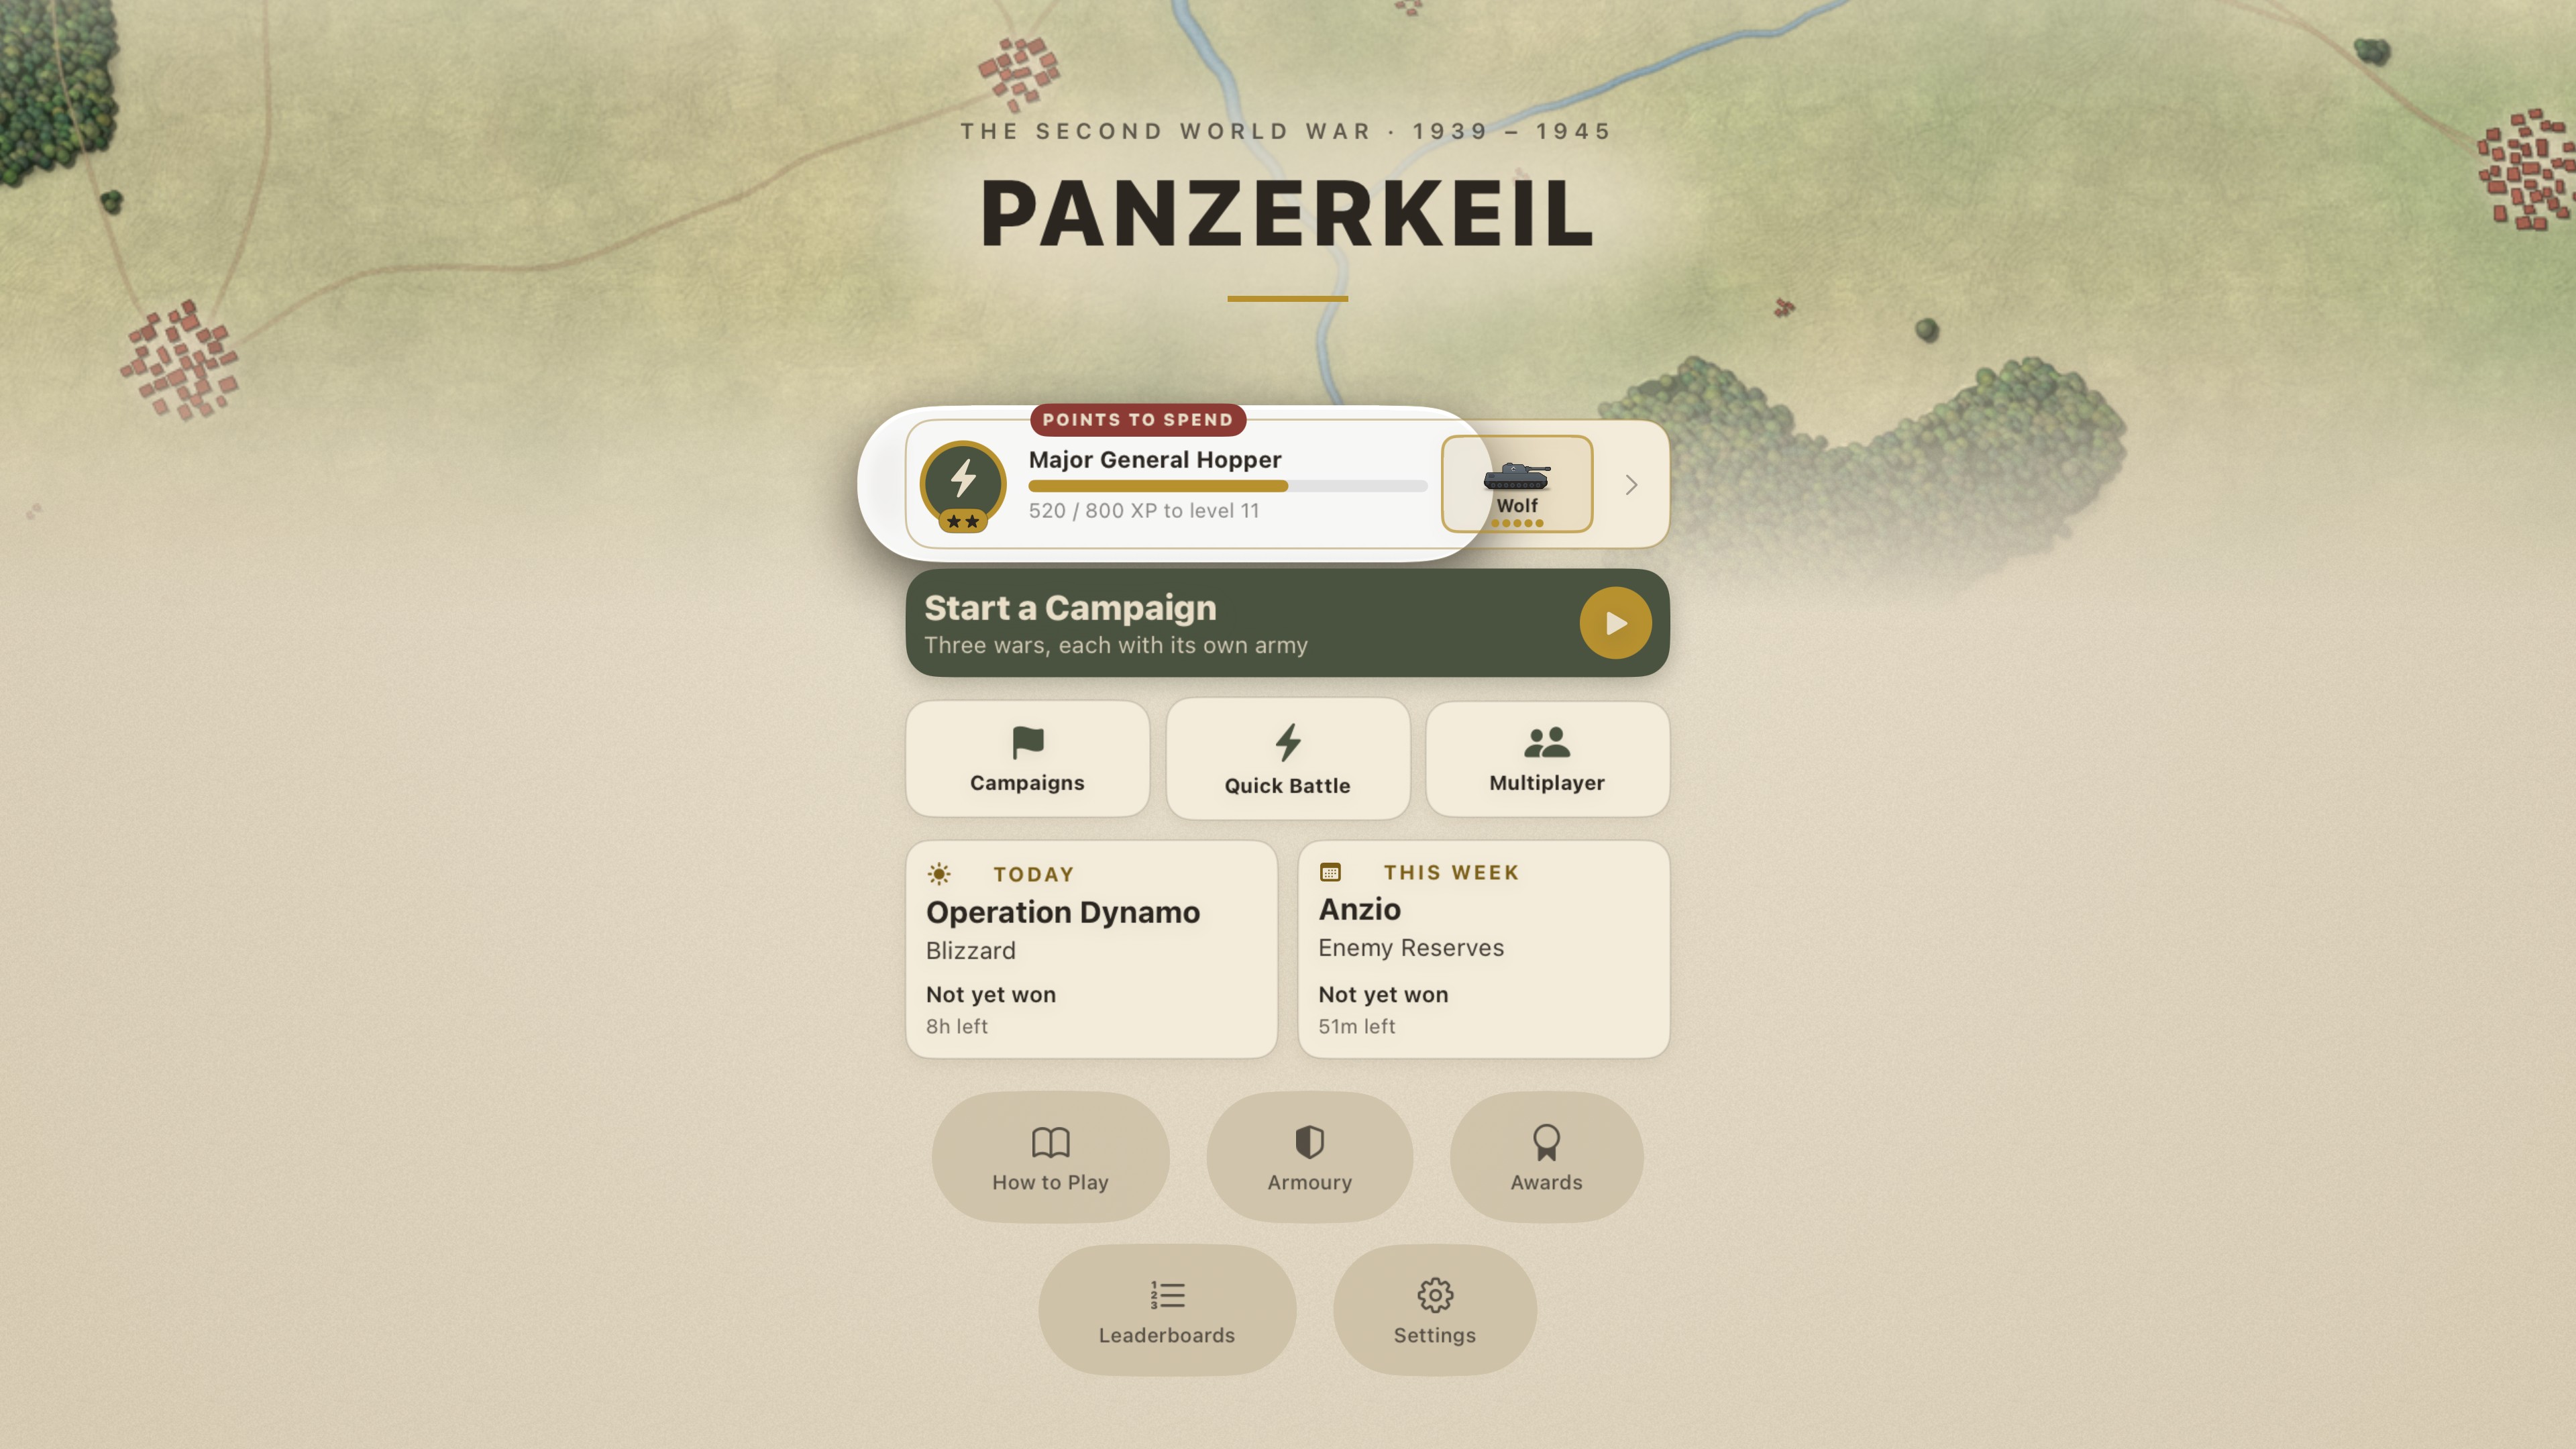 THE SECOND WORLD WAR · 1939 – 1945
PANZERKEIL
POINTS TO SPEND
Major General Hopper
520 / 800 XP to level 11
Wolf
Start a Campaign
Three wars, each with its own army
Campaigns
Quick Battle
Multiplayer
TODAY
Operation Dynamo
Blizzard
Not yet won
8h left
THIS WEEK
Anzio
Enemy Reserves
Not yet won
51m left
How to Play
Armoury
Awards
Leaderboards
Settings